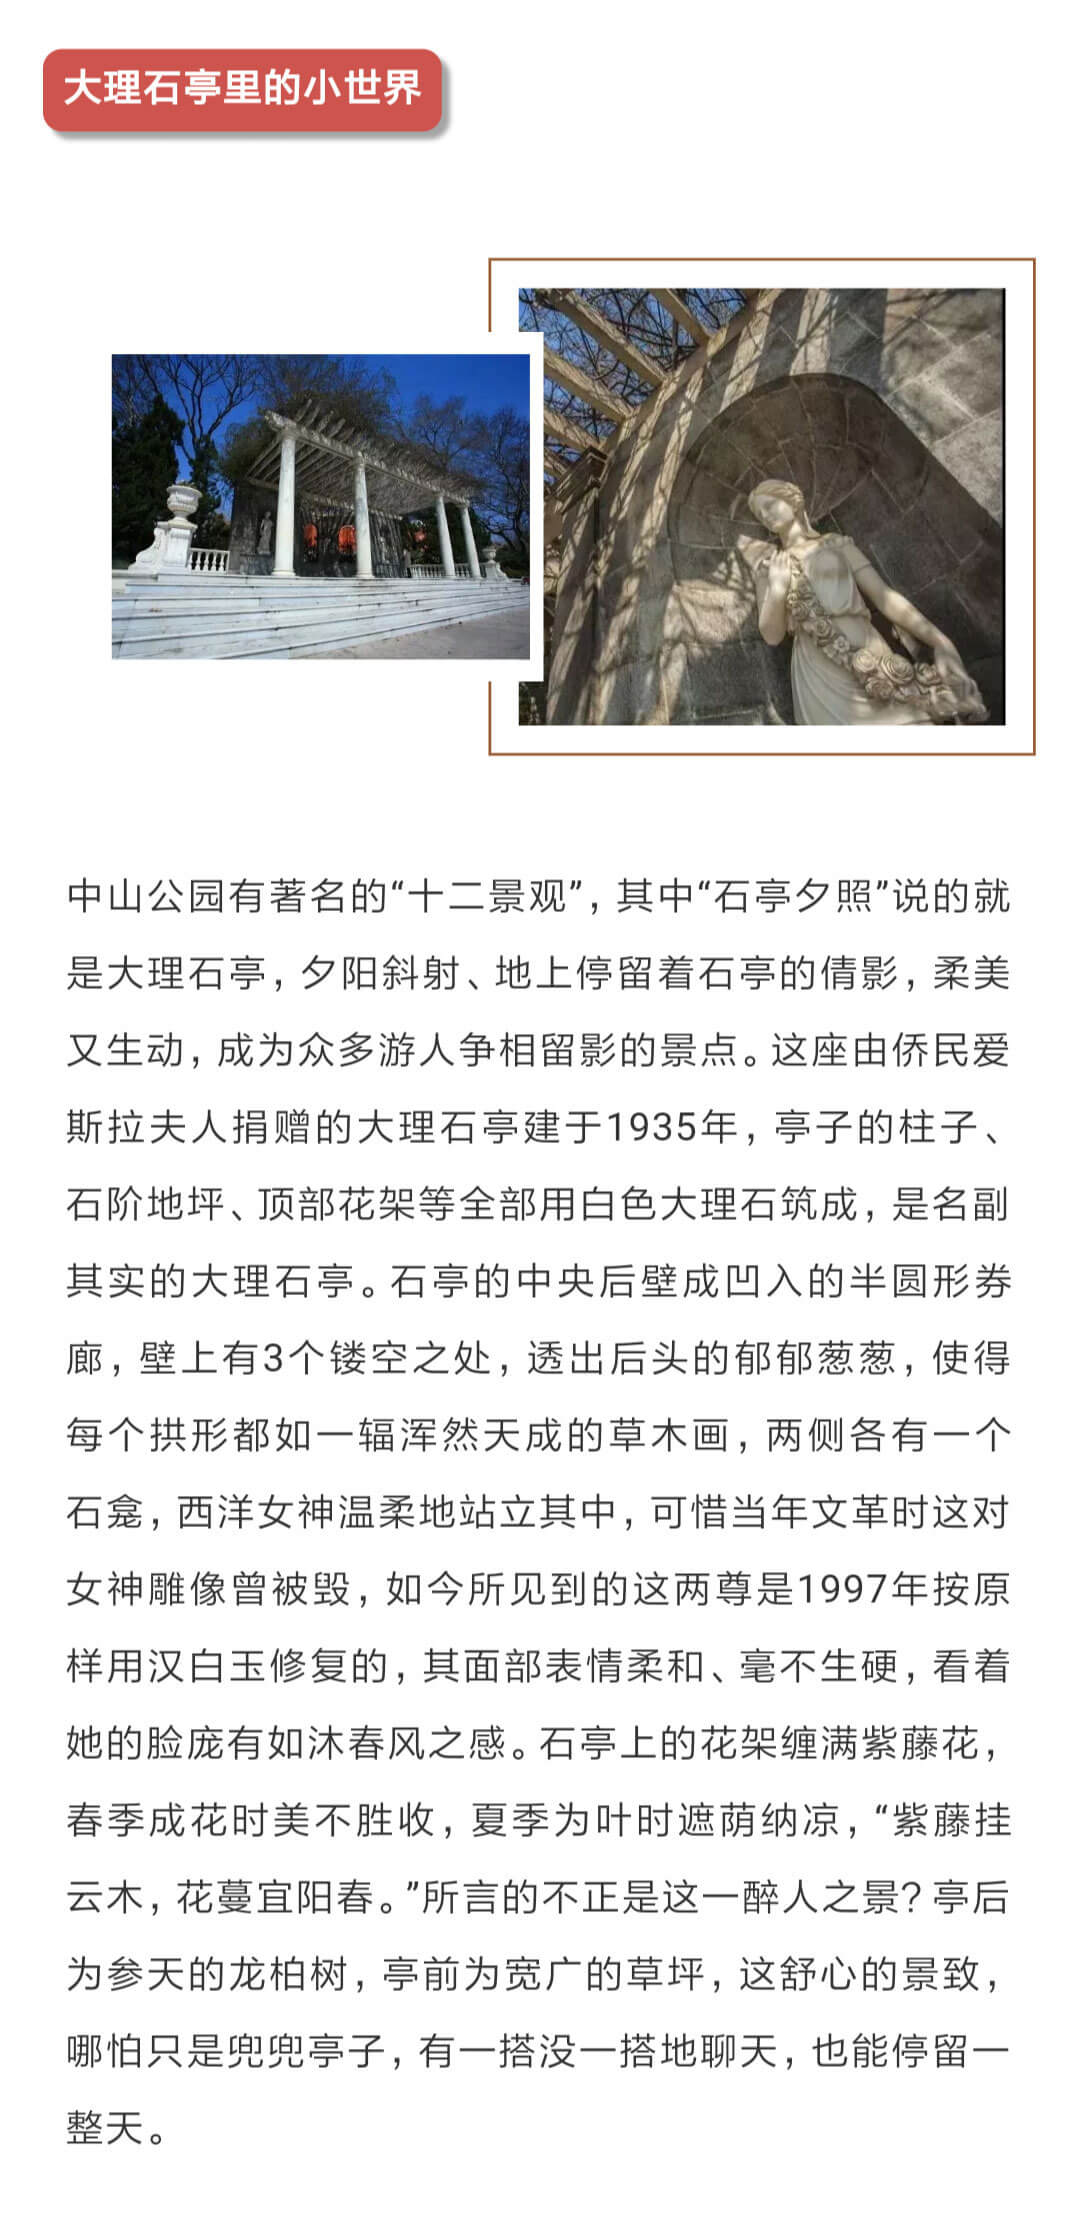 大理石亭里的小世界
中山公园有著名的“十二景观”，其中“石亭夕照”说的就
是大理石亭，夕阳斜射、地上停留着石亭的倩影，柔美
又生动，成为众多游人争相留影的景点。这座由侨民爱
斯拉夫人捐赠的大理石亭建于1935年，亭子的柱子、
石阶地坪、顶部花架等全部用白色大理石筑成，是名副
其实的大理石亭。石亭的中央后壁成凹入的半圆形券
廊，壁上有3个镂空之处，透出后头的郁郁葱葱，使得
每个拱形都如一辐浑然天成的草木画，两侧各有一个
石龛，西洋女神温柔地站立其中，可惜当年文革时这对
女神雕像曾被毁，如今所见到的这两尊是1997年按原
样用汉白玉修复的，其面部表情柔和、毫不生硬，看着
她的脸庞有如沐春风之感。石亭上的花架缠满紫藤花，
春季成花时美不胜收，夏季为叶时遮荫纳凉，“紫藤挂
云木，花蔓宜阳春。”所言的不正是这一醉人之景？亭后
为参天的龙柏树，亭前为宽广的草坪，这舒心的景致，
哪怕只是兜兜亭子，有一搭没一搭地聊天，也能停留一
整天。